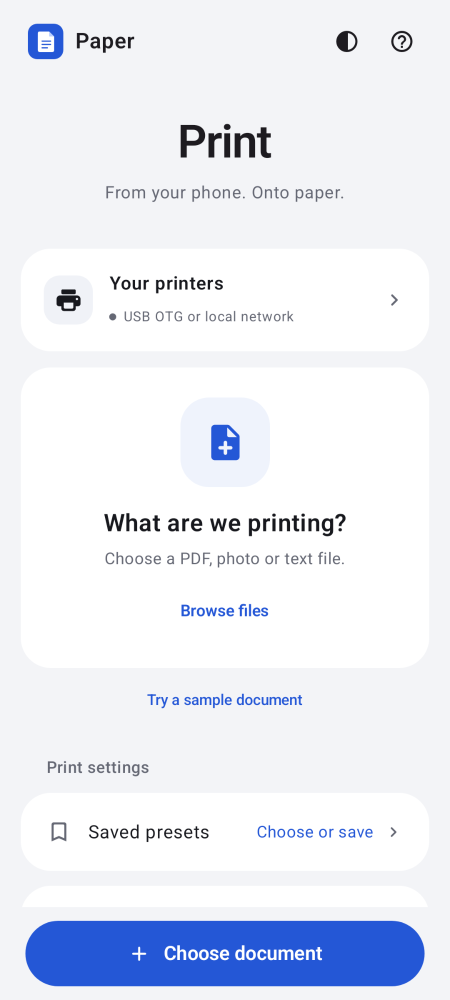 Paper
Print
From your phone. Onto paper.
Your printers
USB OTG or local network
What are we printing?
Choose a PDF, photo or text file.
Browse files
Try a sample document
Print settings
Saved presets
Choose or save
Choose document